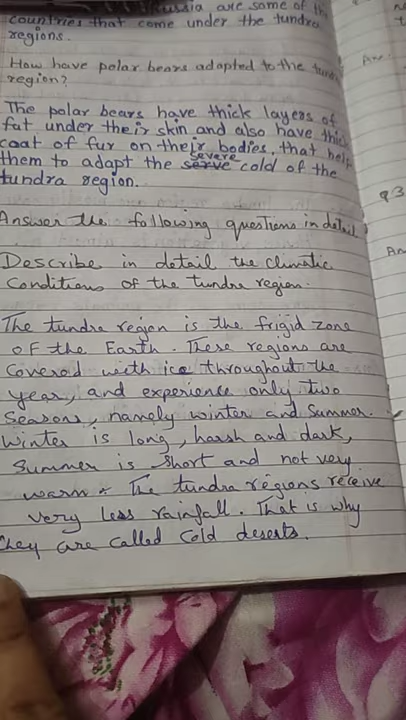 Russia are some of the
countries that come under the tundra
regions.
How have polar bears adapted to the tundra
region?
An.
The polar bears have thick layers of
fat under their skin and also have thick
coat of fur on their bodies, that help
severe
them to adapt the serve cold of the
tundra region.
Q3
Answer the following questions in detail
An
Describe in detail the climatic
conditions of the tundra region.
The tundra region is the frigid zone
of the Earth. These regions are
covered with ice throughout the
year, and experience only two
seasons, namely winter and summer.
Winter is long, harsh and dark,
summer is short and not very
warm. The tundra regions receive
very less rainfall. That is why
they are called cold deserts.